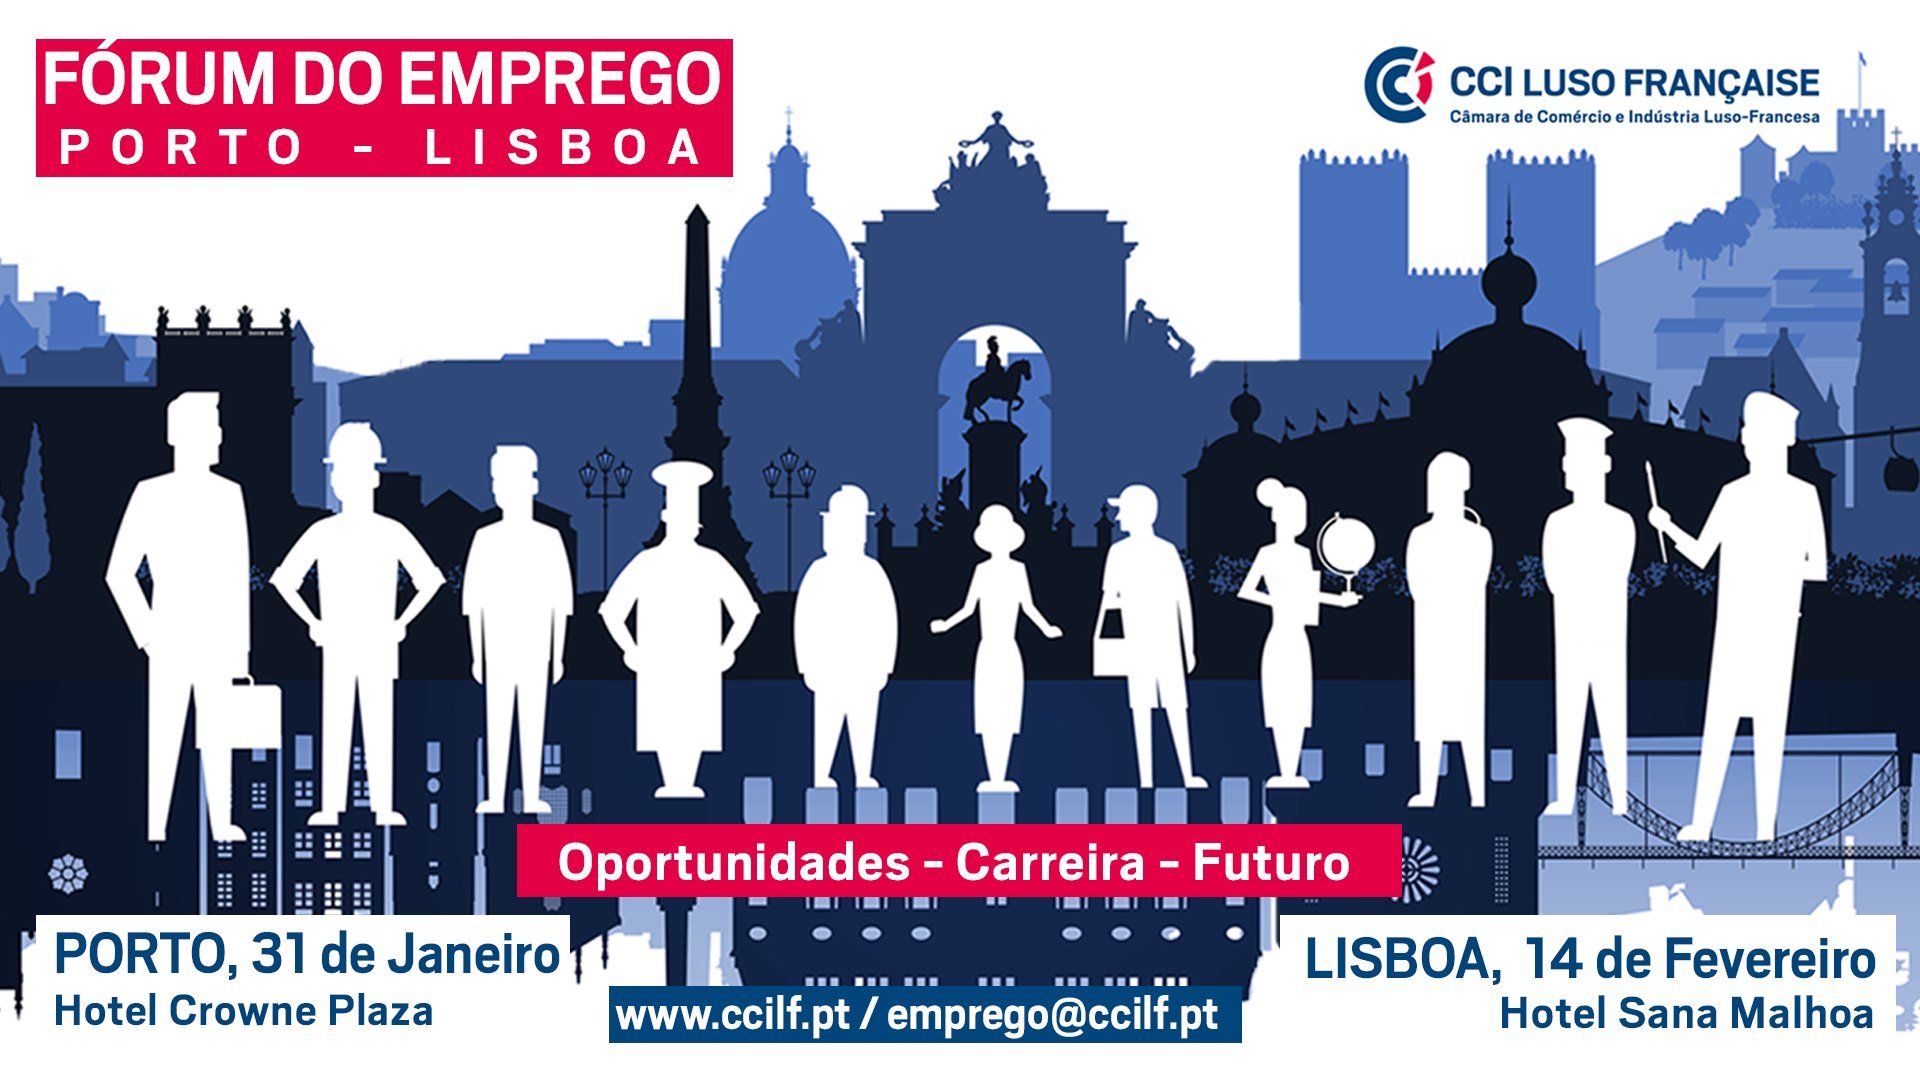 FÓRUM DO EMPREGO
PORTO - LISBOA
CCI LUSO FRANÇAISE
Câmara de Comércio e Indústria Luso-Francesa
Oportunidades - Carreira - Futuro
PORTO, 31 de Janeiro
Hotel Crowne Plaza
LISBOA, 14 de Fevereiro
Hotel Sana Malhoa
www.ccilf.pt / emprego@ccilf.pt